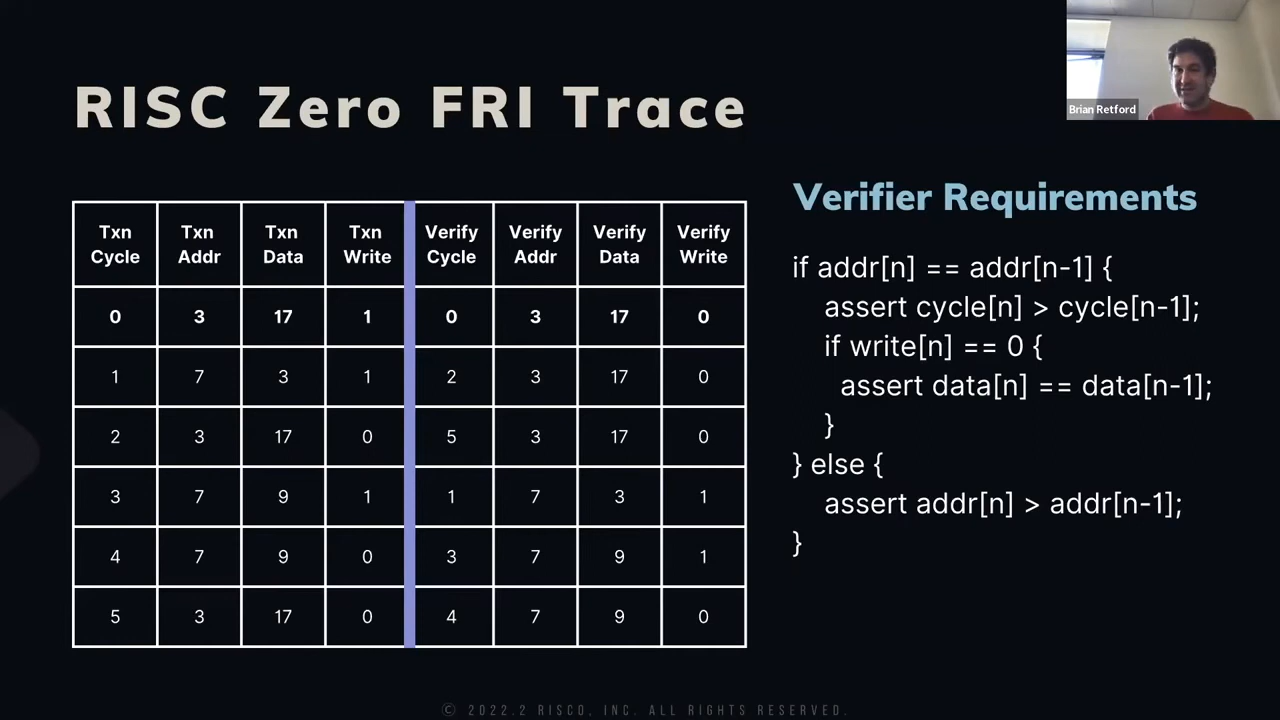 RISC Zero FRI Trace
Brian Retford
Verifier Requirements
Txn Cycle Txn Addr Txn Data Txn Write Verify Cycle Verify Addr Verify Data Verify Write
0 3 17 1 0 3 17 0
1 7 3 1 2 3 17 0
2 3 17 0 5 3 17 0
3 7 9 1 1 7 3 1
4 7 9 0 3 7 9 1
5 3 17 0 4 7 9 0
if addr[n] == addr[n-1] {
assert cycle[n] > cycle[n-1];
if write[n] == 0 {
assert data[n] == data[n-1];
}
} else {
assert addr[n] > addr[n-1];
}
© 2022.2 RISC0, INC. ALL RIGHTS RESERVED.